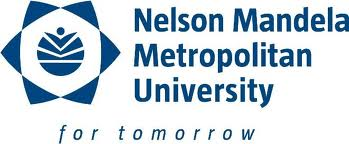 Nelson Mandela
Metropolitan
University
for tomorrow